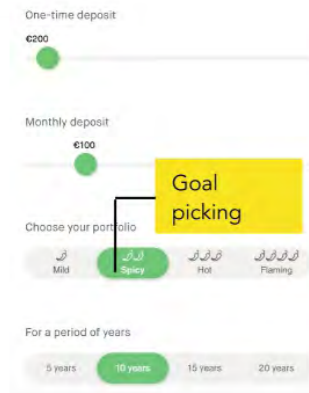 One-time deposit
€200
Monthly deposit
€100
Goal
picking
Choose your portfolio
Mild Spicy Hot Flaming
For a period of years
5 years 10 years 15 years 20 years